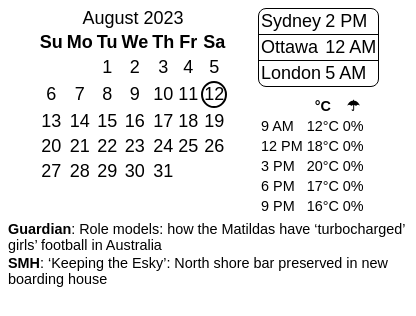 August 2023
Su Mo Tu We Th Fr Sa
1 2 3 4 5
6 7 8 9 10 11 12
13 14 15 16 17 18 19
20 21 22 23 24 25 26
27 28 29 30 31
Sydney 2 PM
Ottawa 12 AM
London 5 AM
°C ☂
9 AM 12°C 0%
12 PM 18°C 0%
3 PM 20°C 0%
6 PM 17°C 0%
9 PM 16°C 0%
Guardian: Role models: how the Matildas have ‘turbocharged’
girls’ football in Australia
SMH: ‘Keeping the Esky’: North shore bar preserved in new
boarding house